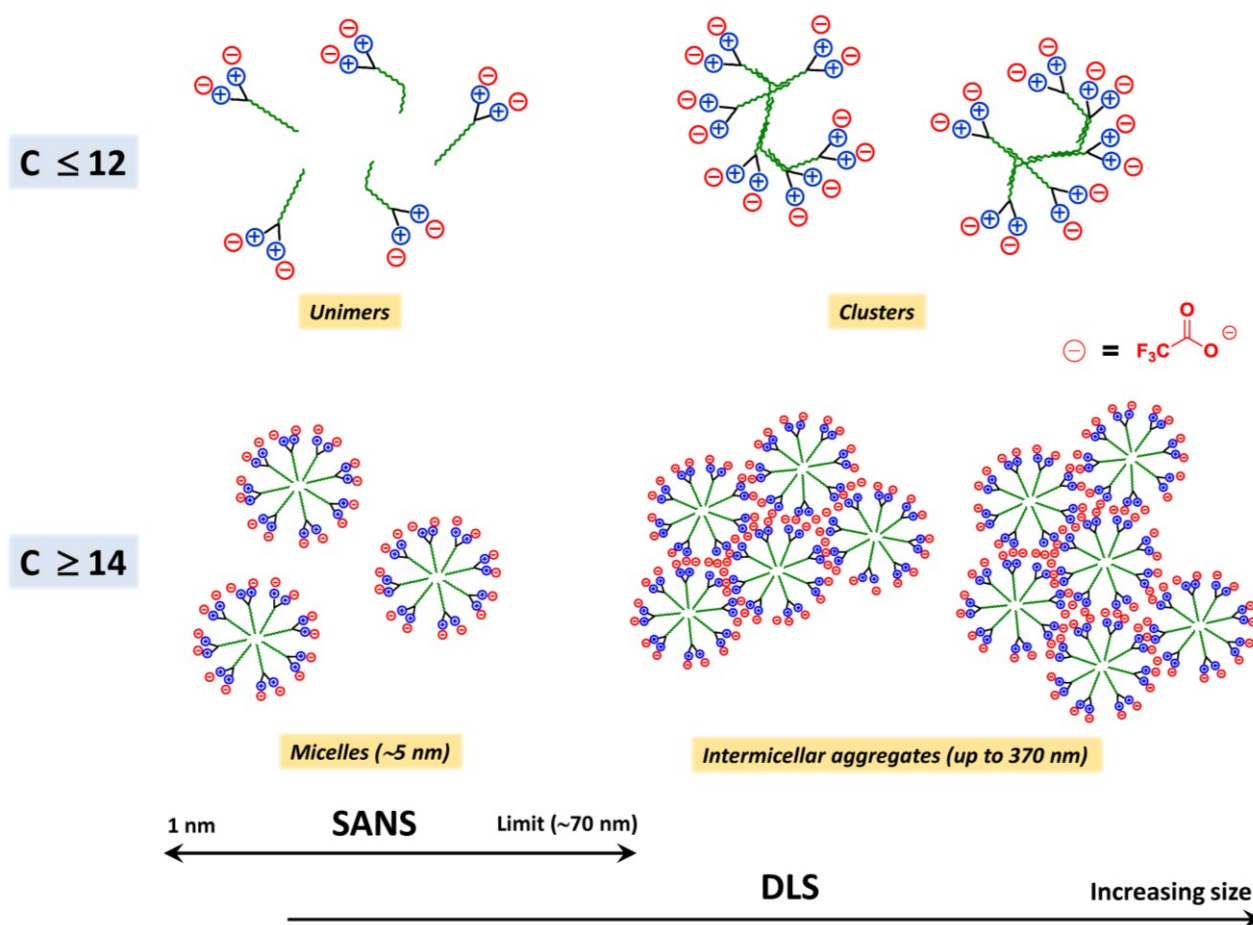 C ≤ 12
Unimers
Clusters
⊖ = F₃C O O ⊖
C ≥ 14
Micelles (~5 nm)
Intermicellar aggregates (up to 370 nm)
1 nm SANS Limit (~70 nm)
DLS Increasing size